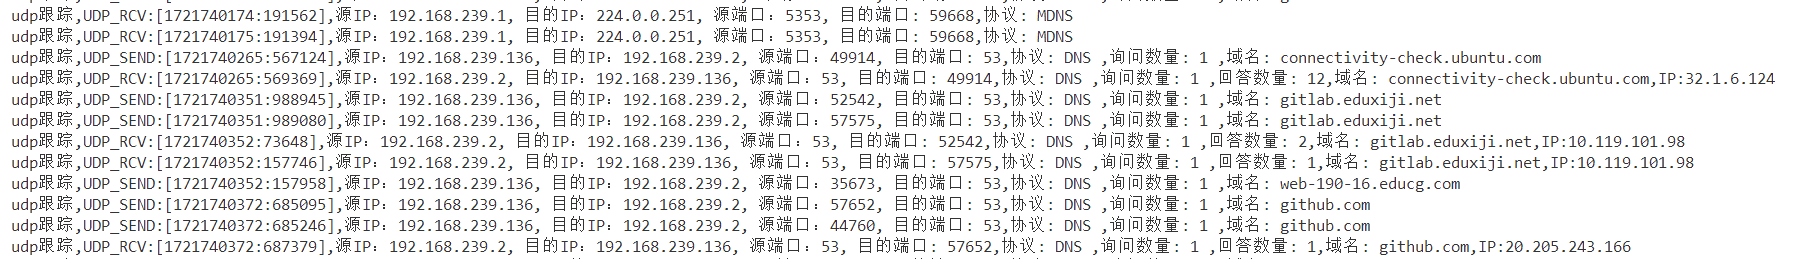 udp跟踪,UDP_RCV:[1721740174:191562],源IP: 192.168.239.1, 目的IP: 224.0.0.251, 源端口: 5353, 目的端口: 59668,协议: MDNS
udp跟踪,UDP_RCV:[1721740175:191394],源IP: 192.168.239.1, 目的IP: 224.0.0.251, 源端口: 5353, 目的端口: 59668,协议: MDNS
udp跟踪,UDP_SEND:[1721740265:567124],源IP: 192.168.239.136, 目的IP: 192.168.239.2, 源端口: 49914, 目的端口: 53,协议: DNS ,询问数量: 1 ,域名: connectivity-check.ubuntu.com
udp跟踪,UDP_RCV:[1721740265:569369],源IP: 192.168.239.2, 目的IP: 192.168.239.136, 源端口: 53, 目的端口: 49914,协议: DNS ,询问数量: 1 ,回答数量: 12,域名: connectivity-check.ubuntu.com,IP:32.1.6.124
udp跟踪,UDP_SEND:[1721740351:988945],源IP: 192.168.239.136, 目的IP: 192.168.239.2, 源端口: 52542, 目的端口: 53,协议: DNS ,询问数量: 1 ,域名: gitlab.eduxiji.net
udp跟踪,UDP_SEND:[1721740351:989080],源IP: 192.168.239.136, 目的IP: 192.168.239.2, 源端口: 57575, 目的端口: 53,协议: DNS ,询问数量: 1 ,域名: gitlab.eduxiji.net
udp跟踪,UDP_RCV:[1721740352:73648],源IP: 192.168.239.2, 目的IP: 192.168.239.136, 源端口: 53, 目的端口: 52542,协议: DNS ,询问数量: 1 ,回答数量: 2,域名: gitlab.eduxiji.net,IP:10.119.101.98
udp跟踪,UDP_RCV:[1721740352:157746],源IP: 192.168.239.2, 目的IP: 192.168.239.136, 源端口: 53, 目的端口: 57575,协议: DNS ,询问数量: 1 ,回答数量: 1,域名: gitlab.eduxiji.net,IP:10.119.101.98
udp跟踪,UDP_SEND:[1721740352:157958],源IP: 192.168.239.136, 目的IP: 192.168.239.2, 源端口: 35673, 目的端口: 53,协议: DNS ,询问数量: 1 ,域名: web-190-16.educg.com
udp跟踪,UDP_SEND:[1721740372:685095],源IP: 192.168.239.136, 目的IP: 192.168.239.2, 源端口: 57652, 目的端口: 53,协议: DNS ,询问数量: 1 ,域名: github.com
udp跟踪,UDP_SEND:[1721740372:685246],源IP: 192.168.239.136, 目的IP: 192.168.239.2, 源端口: 44760, 目的端口: 53,协议: DNS ,询问数量: 1 ,域名: github.com
udp跟踪,UDP_RCV:[1721740372:687379],源IP: 192.168.239.2, 目的IP: 192.168.239.136, 源端口: 53, 目的端口: 57652,协议: DNS ,询问数量: 1 ,回答数量: 1,域名: github.com,IP:20.205.243.166